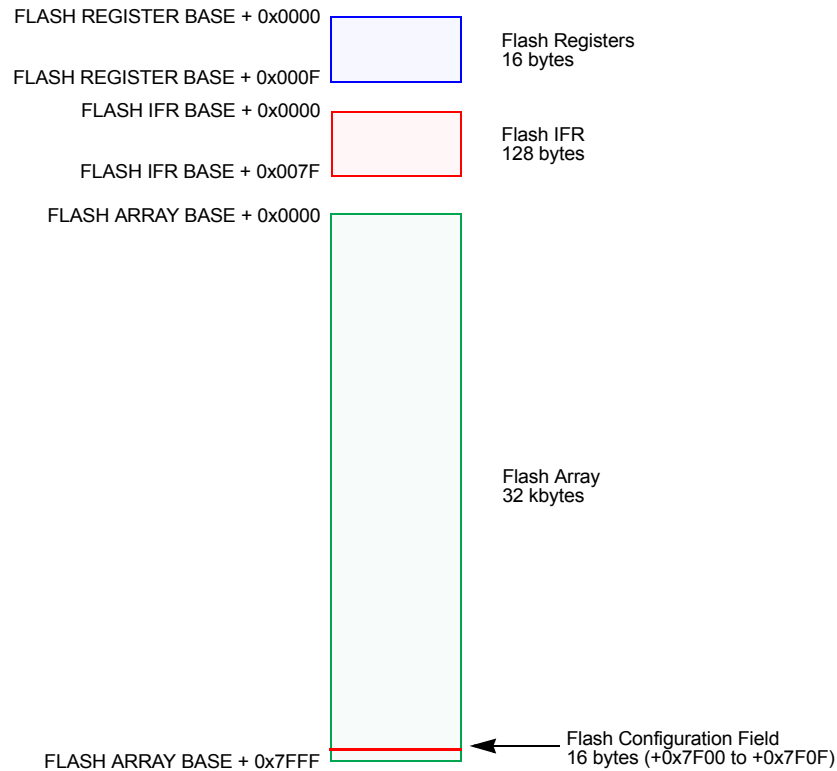 FLASH REGISTER BASE + 0x0000
Flash Registers
16 bytes
FLASH REGISTER BASE + 0x000F
FLASH IFR BASE + 0x0000
Flash IFR
128 bytes
FLASH IFR BASE + 0x007F
FLASH ARRAY BASE + 0x0000
Flash Array
32 kbytes
Flash Configuration Field
16 bytes (+0x7F00 to +0x7F0F)
FLASH ARRAY BASE + 0x7FFF